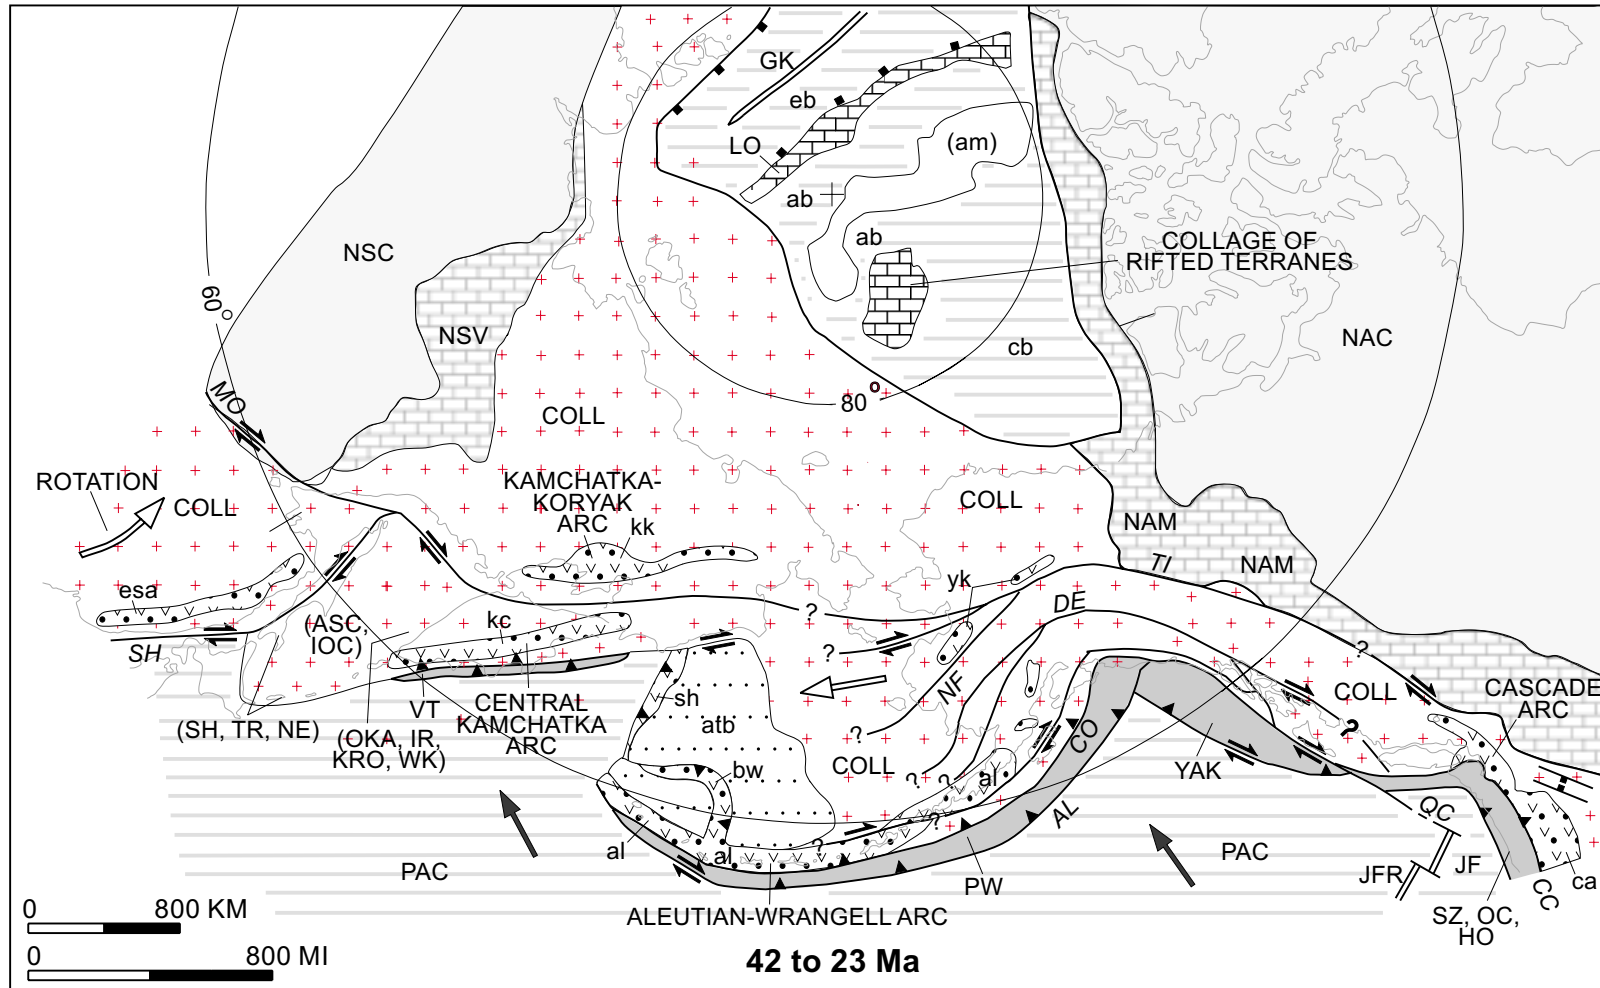 GK
eb
LO
(am)
ab
ab
NSC
COLLAGE OF
RIFTED TERRANES
60°
NSV
NAC
cb
MO
80°
COLL
ROTATION
COLL
KAMCHATKA-
KORYAK
ARC
kk
COLL
NAM
NAM
TI
esa
yk
DE
SH
(ASC,
IOC)
kc
?
?
?
NF
sh
atb
COLL
CASCADE
ARC
VT
CENTRAL
KAMCHATKA
ARC
(SH, TR, NE)
(OKA, IR,
KRO, WK)
?
?
CO
COLL
bw
?
?
al
YAK
?
AL
QC
al
al
?
PAC
PW
PAC
JFR
JF
CC
ca
0
800 KM
ALEUTIAN-WRANGELL ARC
SZ, OC,
HO
0
800 MI
42 to 23 Ma